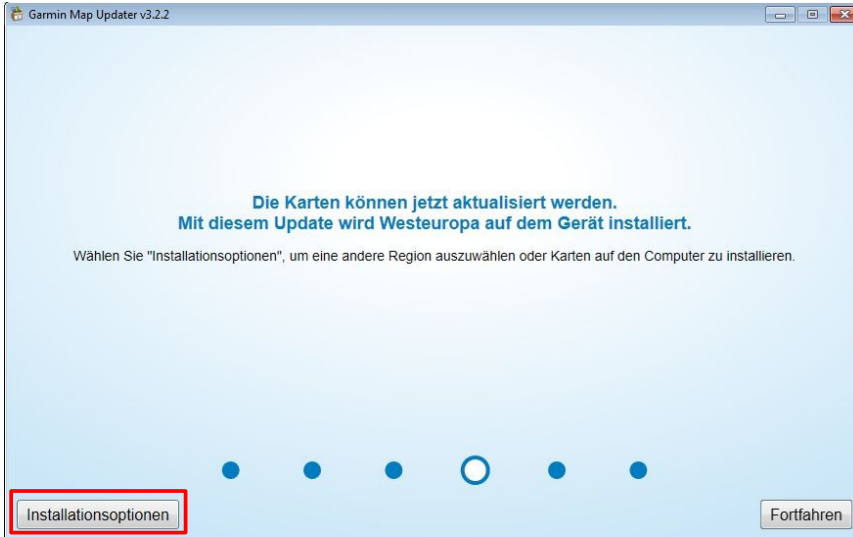 Garmin Map Updater v3.2.2
Die Karten können jetzt aktualisiert werden.
Mit diesem Update wird Westeuropa auf dem Gerät installiert.
Wählen Sie "Installationsoptionen", um eine andere Region auszuwählen oder Karten auf den Computer zu installieren.
Installationsoptionen
Fortfahren